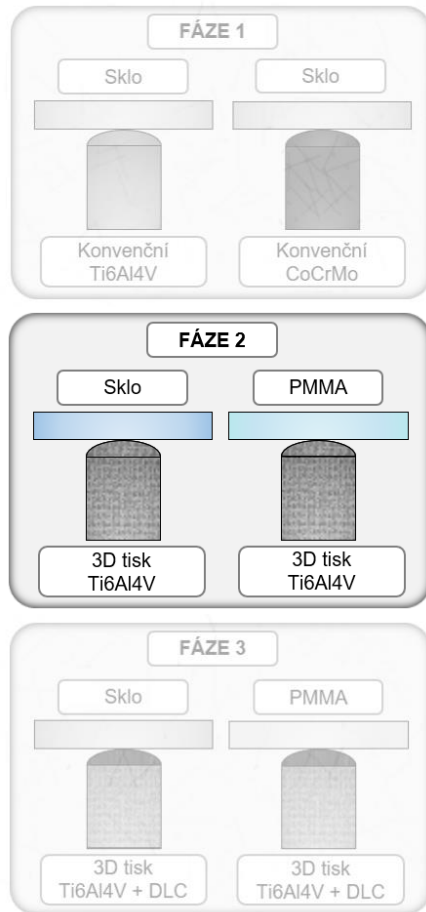 FÁZE 1
Sklo Sklo
Konvenční Konvenční
Ti6Al4V CoCrMo
FÁZE 2
Sklo PMMA
3D tisk 3D tisk
Ti6Al4V Ti6Al4V
FÁZE 3
Sklo PMMA
3D tisk 3D tisk
Ti6Al4V + DLC Ti6Al4V + DLC